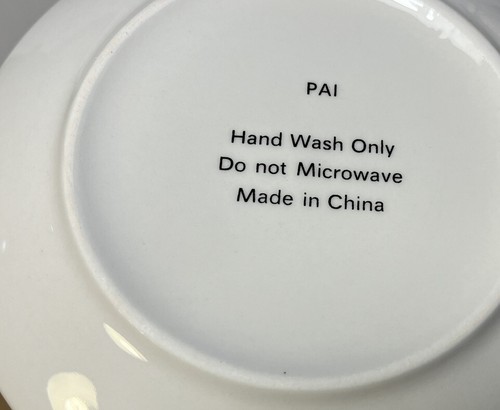 PAI
Hand Wash Only
Do not Microwave
Made in China